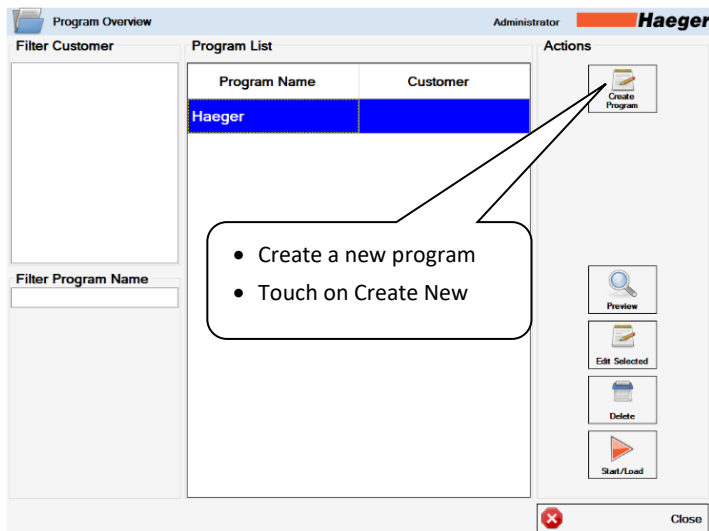 Program Overview
Administrator
Haeger
Filter Customer
Program List
Actions
Program Name
Customer
Haeger
Create
Program
• Create a new program
• Touch on Create New
Filter Program Name
Preview
Edit Selected
Delete
Start/Load
Close